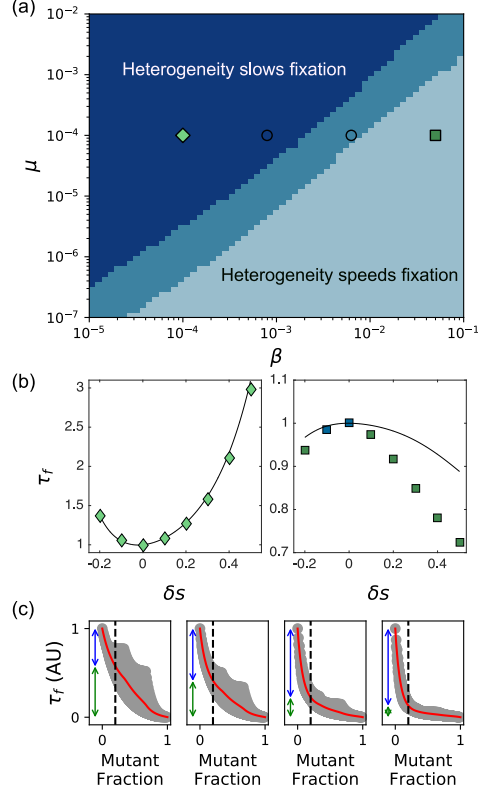 (a)
10⁻²
10⁻³
10⁻⁴
10⁻⁵
10⁻⁶
10⁻⁷
μ
Heterogeneity slows fixation
Heterogeneity speeds fixation
10⁻⁵ 10⁻⁴ 10⁻³ 10⁻² 10⁻¹
β
(b)
3
2.5
2
1.5
1
τf
-0.2 0 0.2 0.4
δs
1.1
1
0.9
0.8
0.7
-0.2 0 0.2 0.4
δs
(c)
τf (AU)
1
0
0 1 0 1 0 1 0 1
Mutant Mutant Mutant Mutant
Fraction Fraction Fraction Fraction